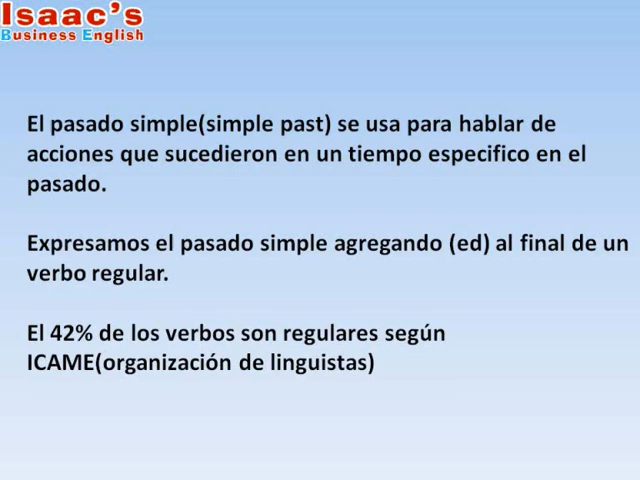 Isaac's
Business English
El pasado simple(simple past) se usa para hablar de
acciones que sucedieron en un tiempo especifico en el
pasado.
Expresamos el pasado simple agregando (ed) al final de un
verbo regular.
El 42% de los verbos son regulares según
ICAME(organización de linguistas)